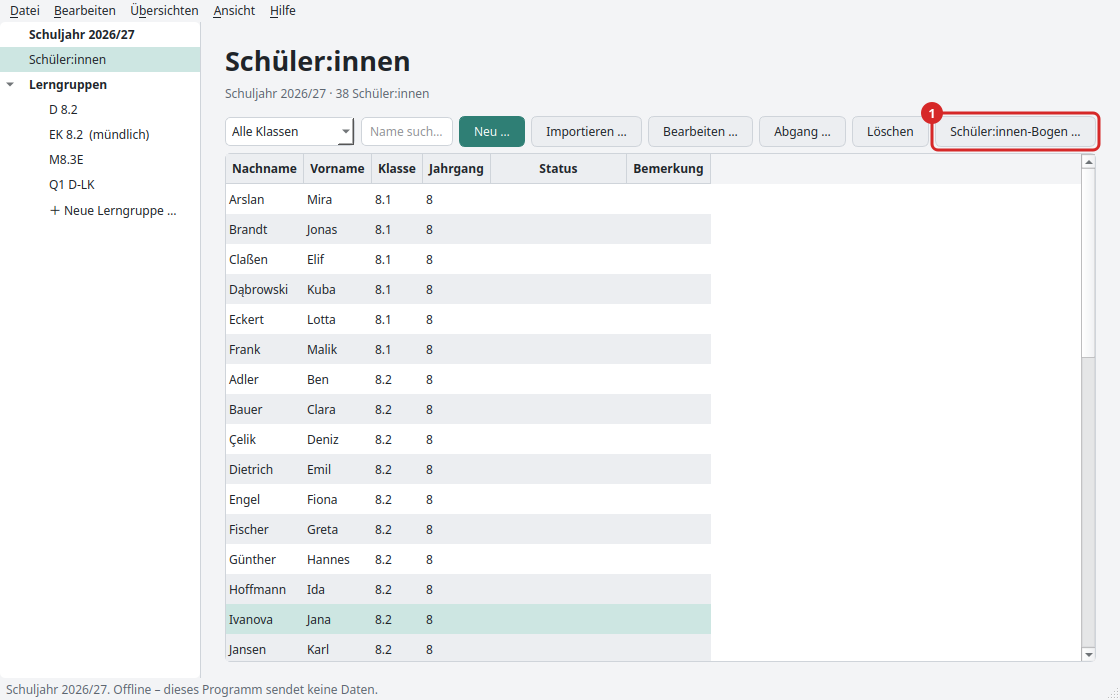 Datei Bearbeiten Übersichten Ansicht Hilfe
Schuljahr 2026/27
Schüler:innen
Lerngruppen
D 8.2
EK 8.2 (mündlich)
M8.3E
Q1 D-LK
+ Neue Lerngruppe ...
Schüler:innen
Schuljahr 2026/27 · 38 Schüler:innen
1
Alle Klassen Name such... Neu ... Importieren ... Bearbeiten ... Abgang ... Löschen Schüler:innen-Bogen ...
Nachname Vorname Klasse Jahrgang Status Bemerkung
Arslan Mira 8.1 8
Brandt Jonas 8.1 8
Claßen Elif 8.1 8
Dąbrowski Kuba 8.1 8
Eckert Lotta 8.1 8
Frank Malik 8.1 8
Adler Ben 8.2 8
Bauer Clara 8.2 8
Çelik Deniz 8.2 8
Dietrich Emil 8.2 8
Engel Fiona 8.2 8
Fischer Greta 8.2 8
Günther Hannes 8.2 8
Hoffmann Ida 8.2 8
Ivanova Jana 8.2 8
Jansen Karl 8.2 8
Schuljahr 2026/27. Offline – dieses Programm sendet keine Daten.